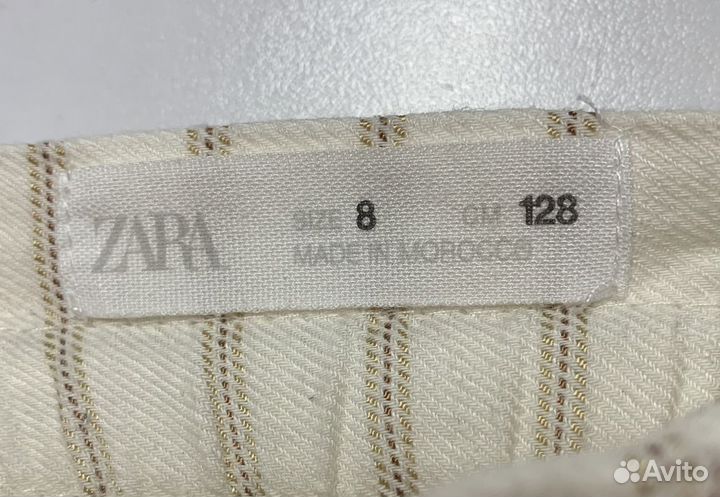 ZARA
SIZE 8 CM 128
MADE IN MOROCCO
Avito